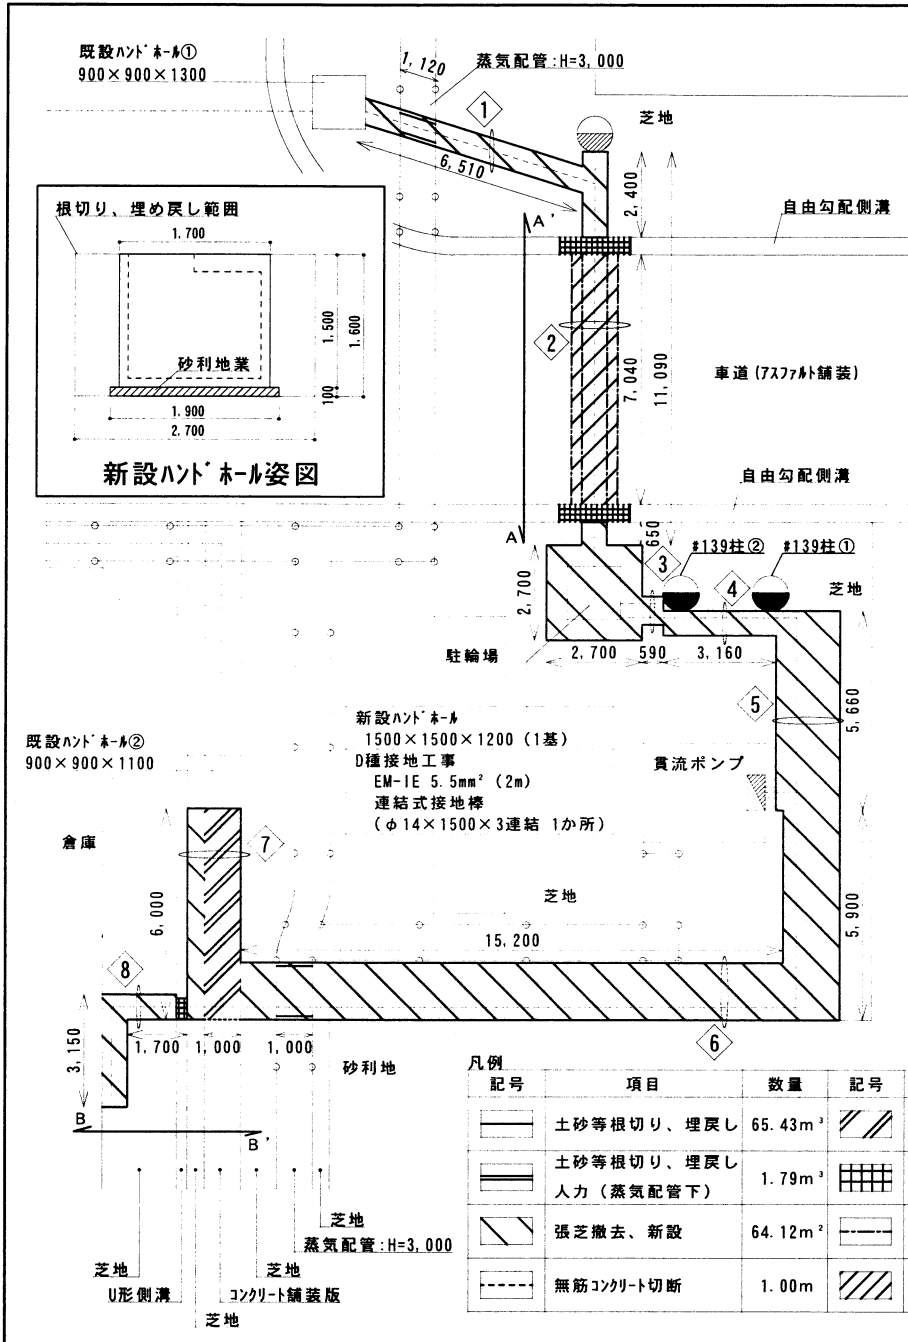 既設ハンドホール①
900×900×1300
1,120
蒸気配管:H=3,000
1
芝地
6,510
2,400
自由勾配側溝
A'
根切り、埋め戻し範囲
1,700
1,500
1,600
砂利地業
100
1,900
2,700
新設ハンドホール姿図
2
7,040
11,090
車道(アスファルト舗装)
自由勾配側溝
A
650
#139柱②
#139柱①
3
4
芝地
2,700
駐輪場
2,700
590
3,160
5
5,660
新設ハンドホール
1500×1500×1200 (1基)
D種接地工事
EM-IE 5.5mm² (2m)
連結式接地棒
(φ14×1500×3連結 1か所)
貫流ポンプ
既設ハンドホール②
900×900×1100
倉庫
7
6,000
芝地
5,900
15,200
8
3,150
1,700
1,000
1,000
6
砂利地
B
B'
芝地
蒸気配管:H=3,000
芝地
芝地
U形側溝
コンクリート舗装版
芝地
凡例
記号 項目 数量 記号
土砂等根切り、埋戻し 65.43m³
土砂等根切り、埋戻し
人力(蒸気配管下) 1.79m³
張芝撤去、新設 64.12m²
無筋コンクリート切断 1.00m